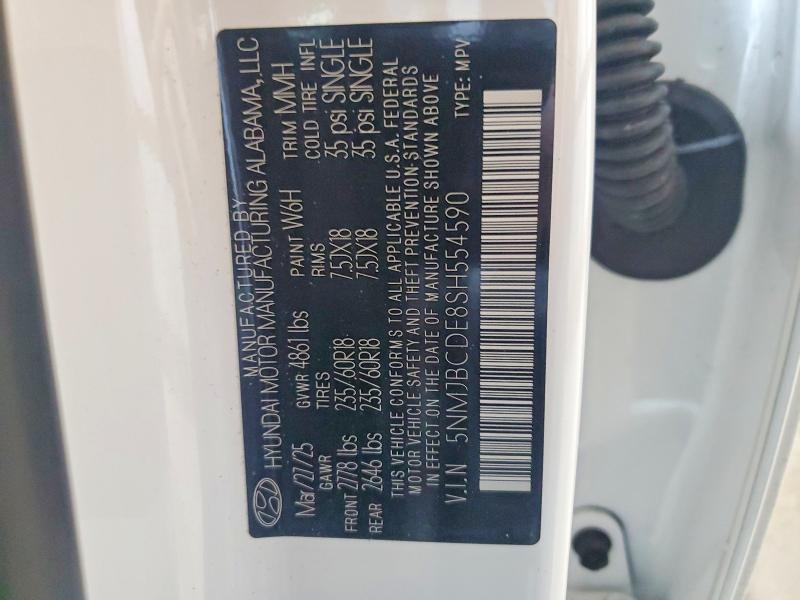 MANUFACTURED BY
HYUNDAI MOTOR MANUFACTURING ALABAMA, LLC
Mar/27/25 GVWR 4861 lbs PAINT W6H TRIM MMH
GAWR TIRES RIMS COLD TIRE INFL
FRONT 2778 lbs 235/60R18 7.5JX18 35 psi SINGLE
REAR 2646 lbs 235/60R18 7.5JX18 35 psi SINGLE
THIS VEHICLE CONFORMS TO ALL APPLICABLE U.S.A. FEDERAL
MOTOR VEHICLE SAFETY AND THEFT PREVENTION STANDARDS
IN EFFECT ON THE DATE OF MANUFACTURE SHOWN ABOVE
V.I.N 5NMJBCDE8SH554590 TYPE: MPV